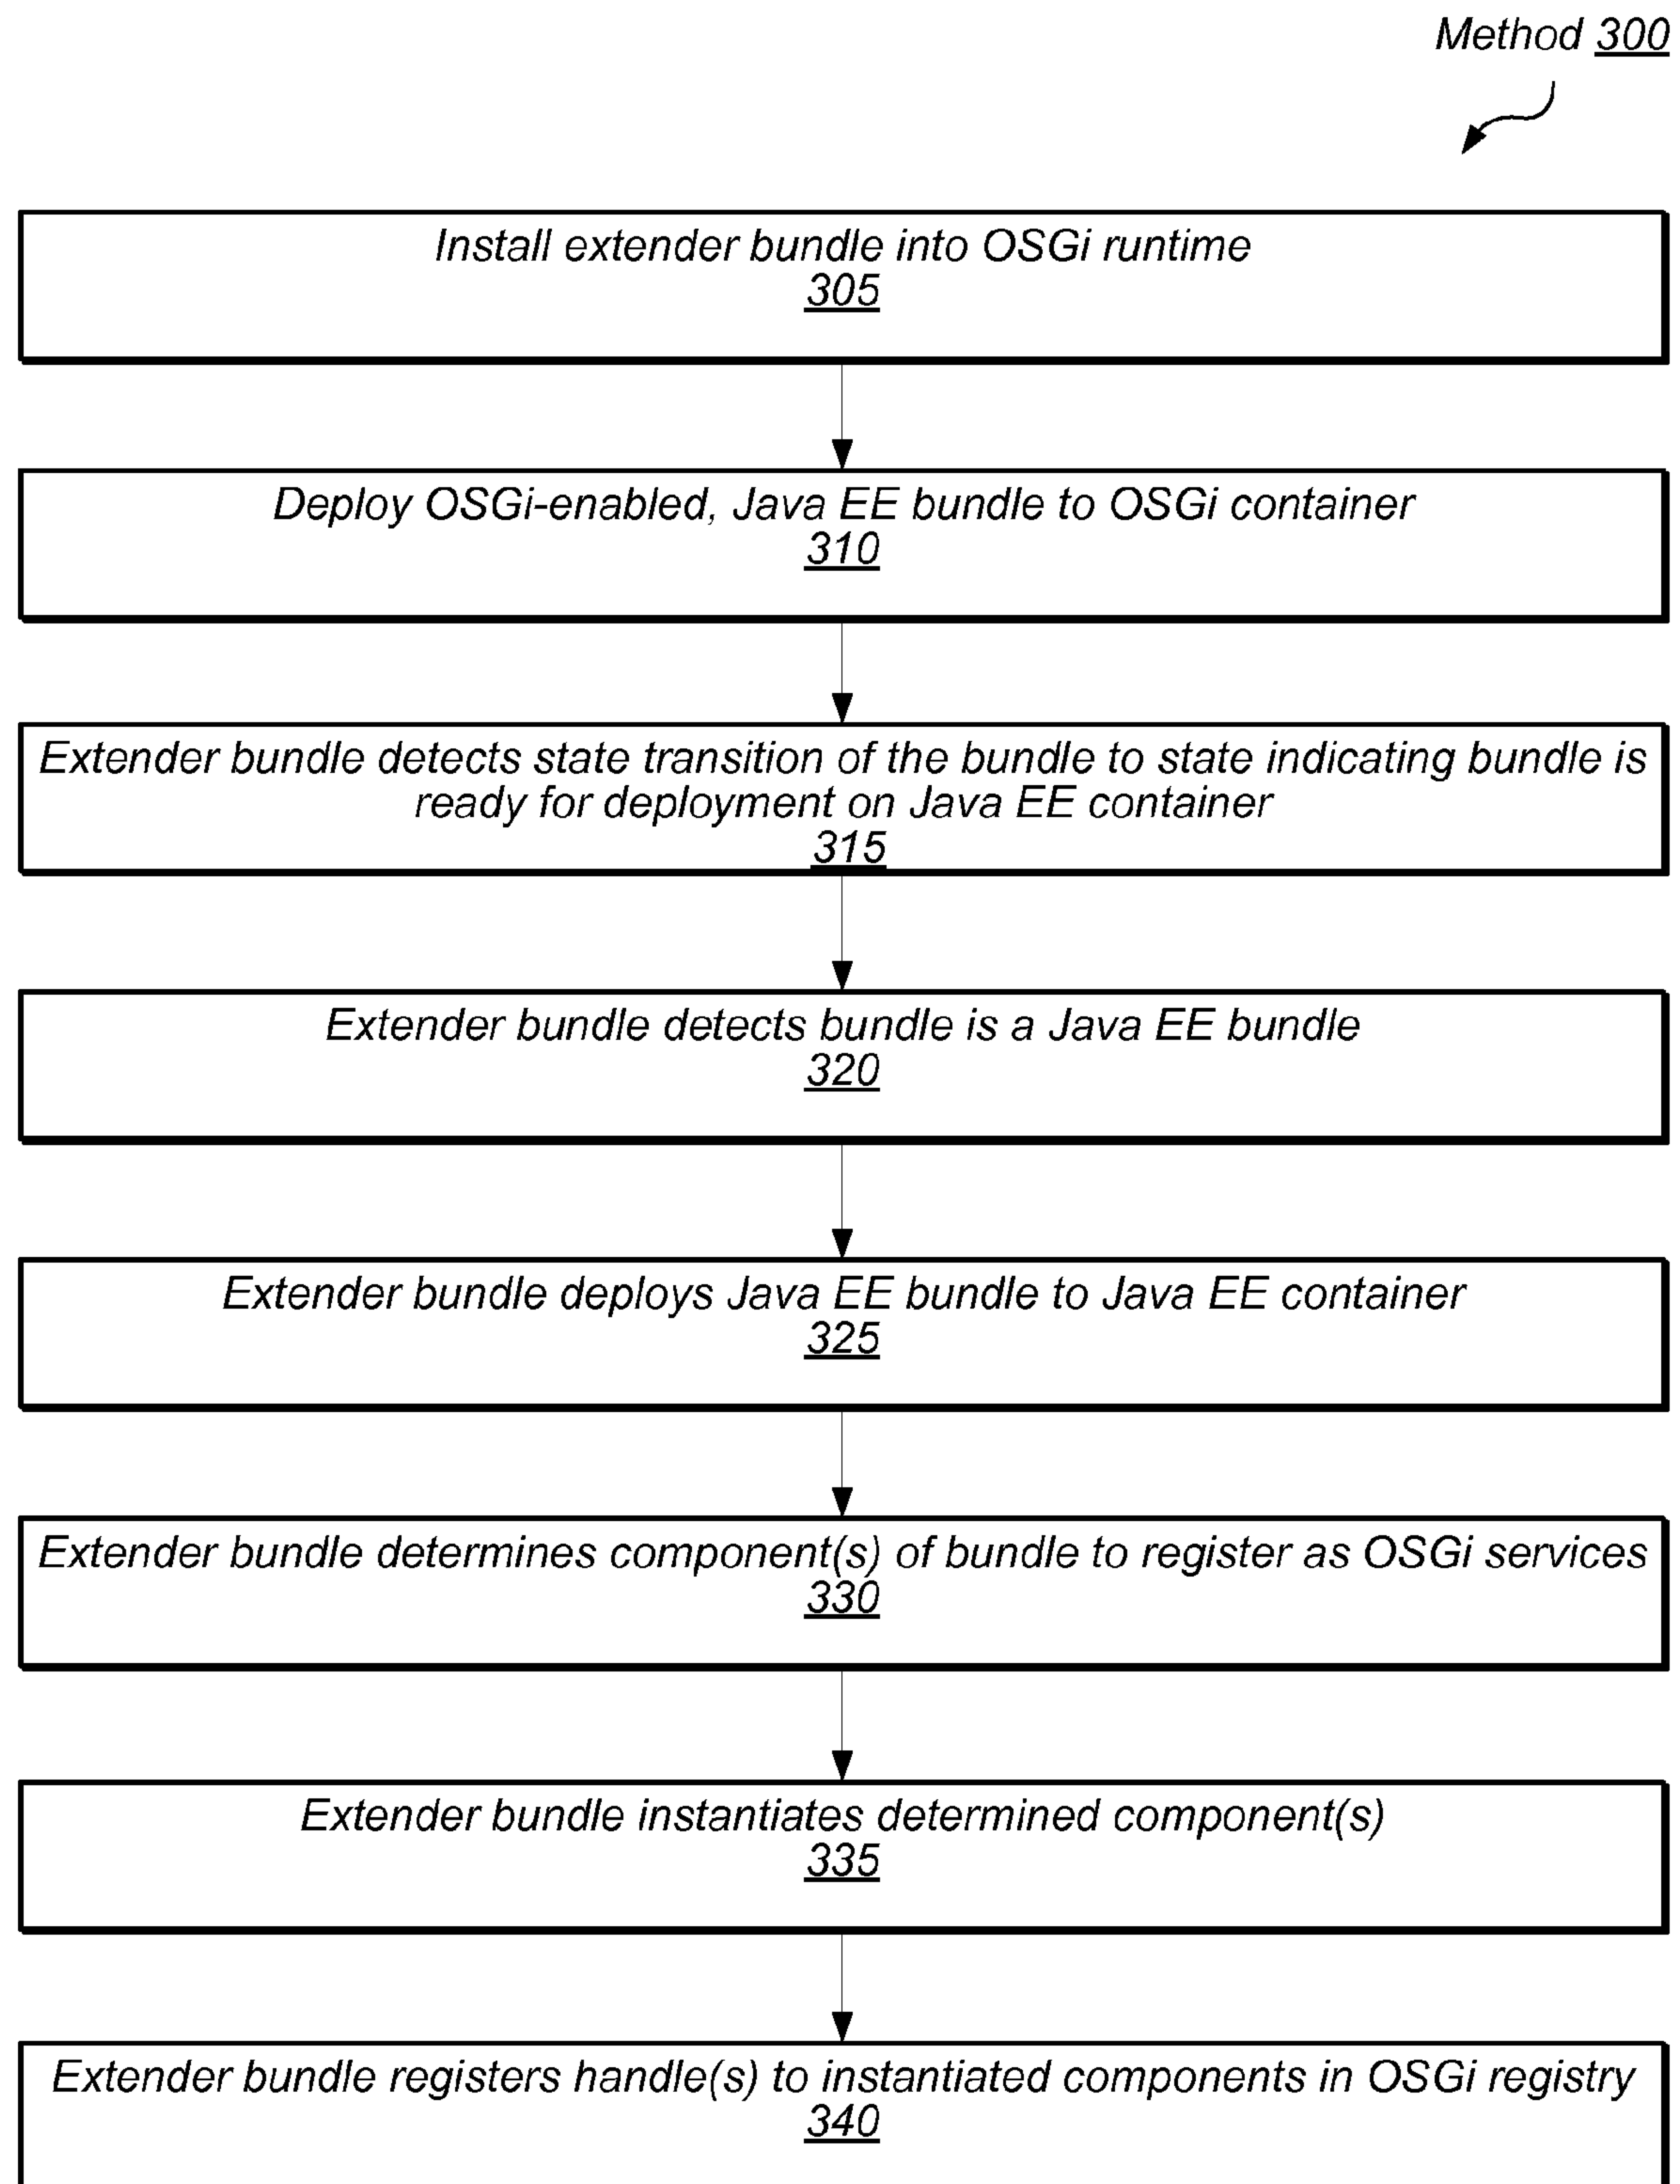 Method 300
Install extender bundle into OSGi runtime
305
Deploy OSGi-enabled, Java EE bundle to OSGi container
310
Extender bundle detects state transition of the bundle to state indicating bundle is
ready for deployment on Java EE container
315
Extender bundle detects bundle is a Java EE bundle
320
Extender bundle deploys Java EE bundle to Java EE container
325
Extender bundle determines component(s) of bundle to register as OSGi services
330
Extender bundle instantiates determined component(s)
335
Extender bundle registers handle(s) to instantiated components in OSGi registry
340